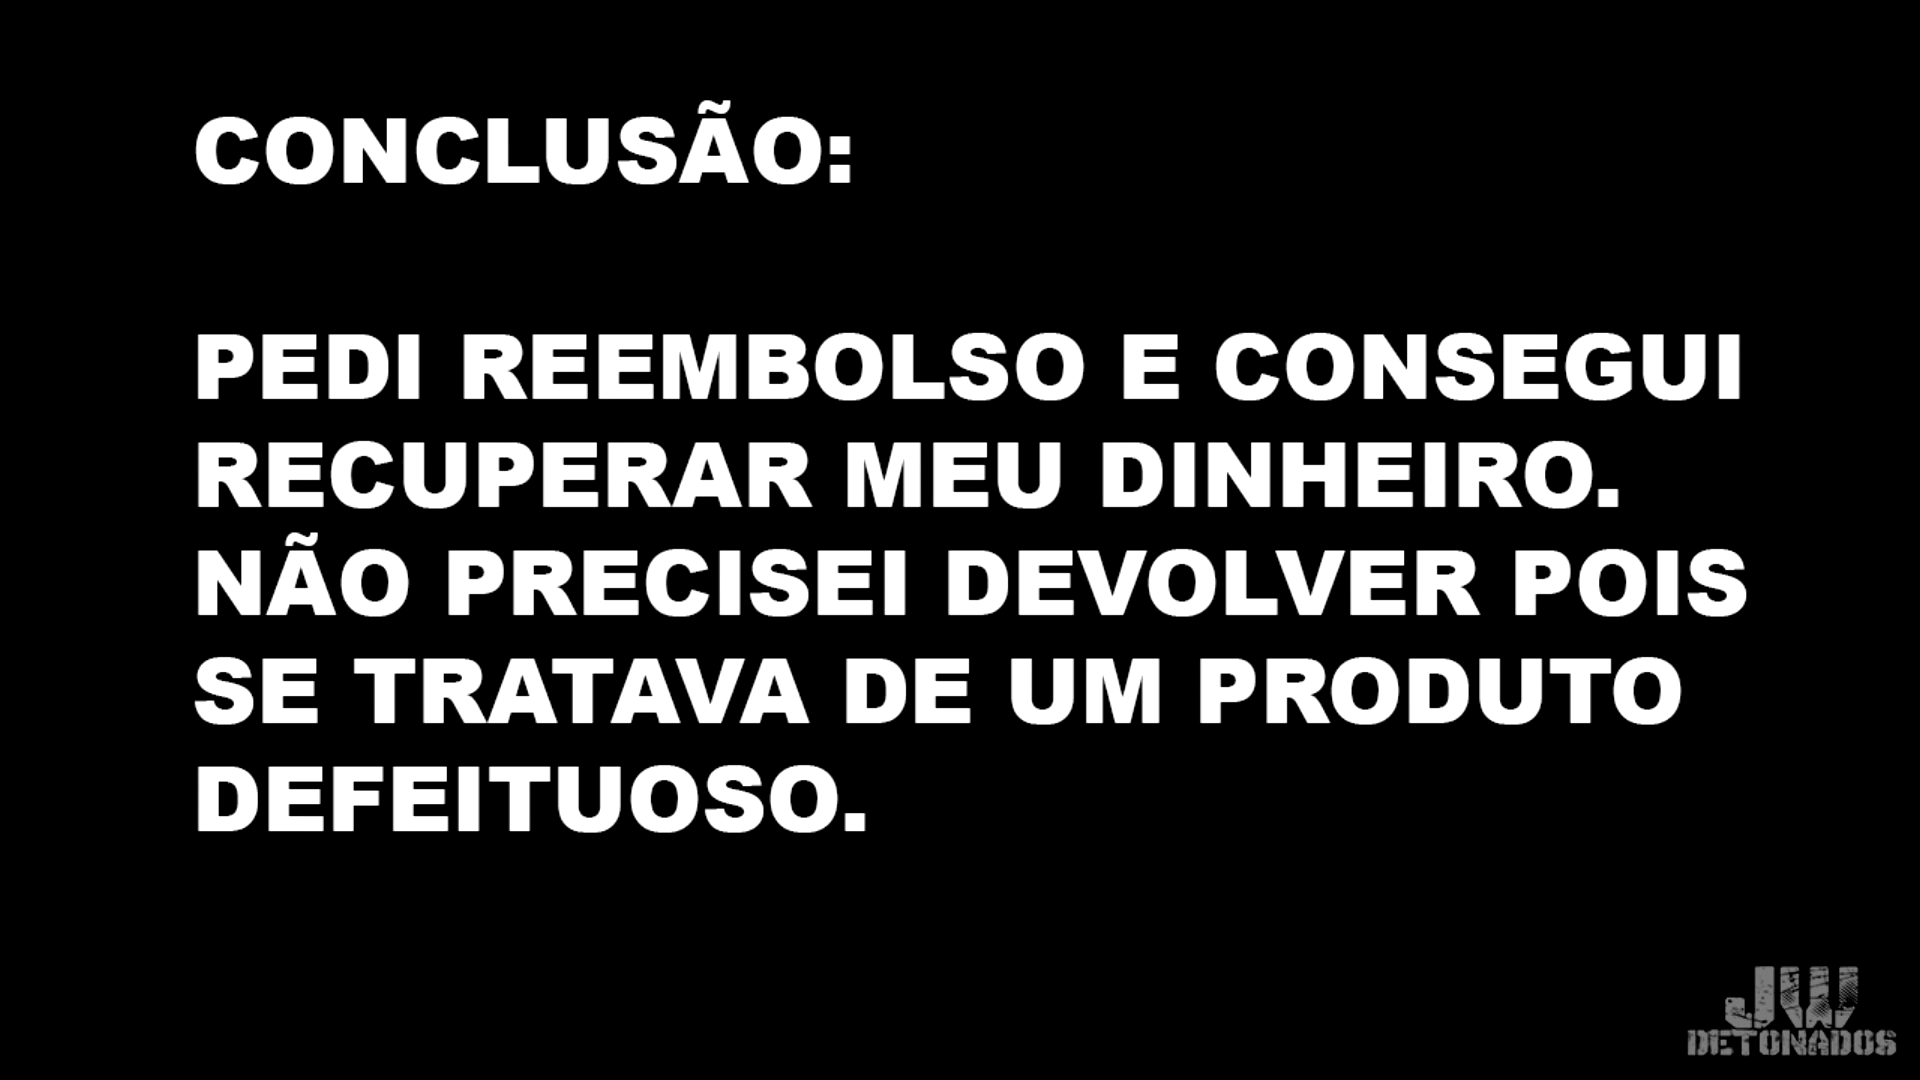 CONCLUSÃO:
PEDI REEMBOLSO E CONSEGUI
RECUPERAR MEU DINHEIRO.
NÃO PRECISEI DEVOLVER POIS
SE TRATAVA DE UM PRODUTO
DEFEITUOSO.
JW
DETONADOS